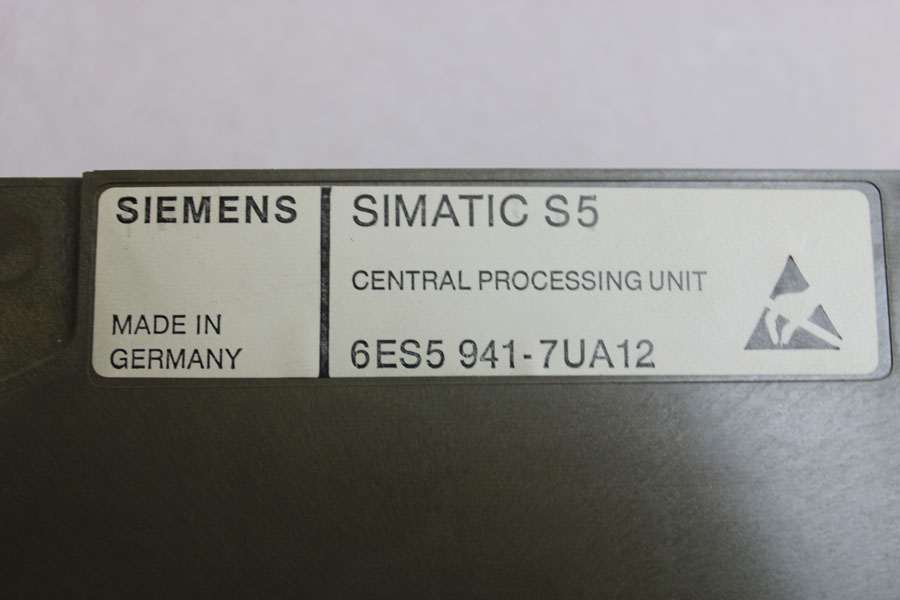 SIEMENS
MADE IN
GERMANY
SIMATIC S5
CENTRAL PROCESSING UNIT
6ES5 941-7UA12